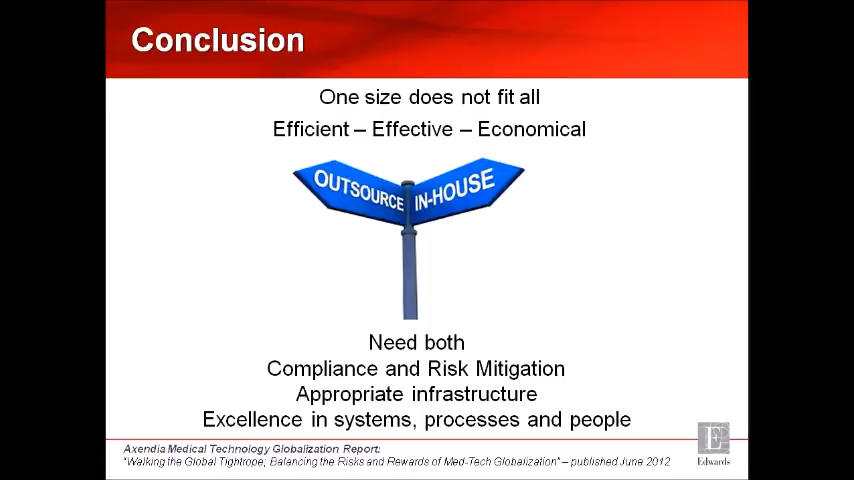 Conclusion
One size does not fit all
Efficient – Effective – Economical
OUTSOURCE
IN-HOUSE
Need both
Compliance and Risk Mitigation
Appropriate infrastructure
Excellence in systems, processes and people
Axendia Medical Technology Globalization Report:
"Walking the Global Tightrope; Balancing the Risks and Rewards of Med-Tech Globalization" – published June 2012
E
Edwards